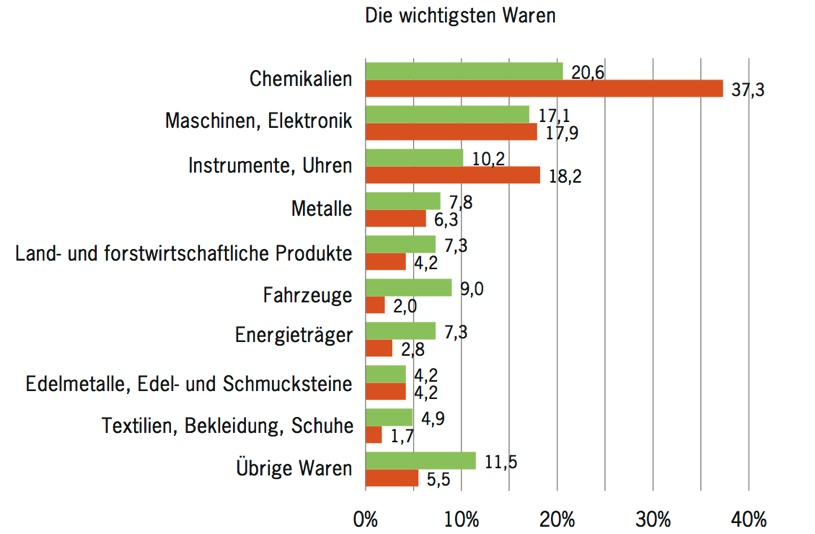 Die wichtigsten Waren
Chemikalien
20,6
37,3
Maschinen, Elektronik
17,1
17,9
Instrumente, Uhren
10,2
18,2
Metalle
7,8
6,3
Land- und forstwirtschaftliche Produkte
7,3
4,2
Fahrzeuge
9,0
2,0
Energieträger
7,3
2,8
Edelmetalle, Edel- und Schmucksteine
4,2
4,2
Textilien, Bekleidung, Schuhe
4,9
1,7
Übrige Waren
11,5
5,5
0% 10% 20% 30% 40%